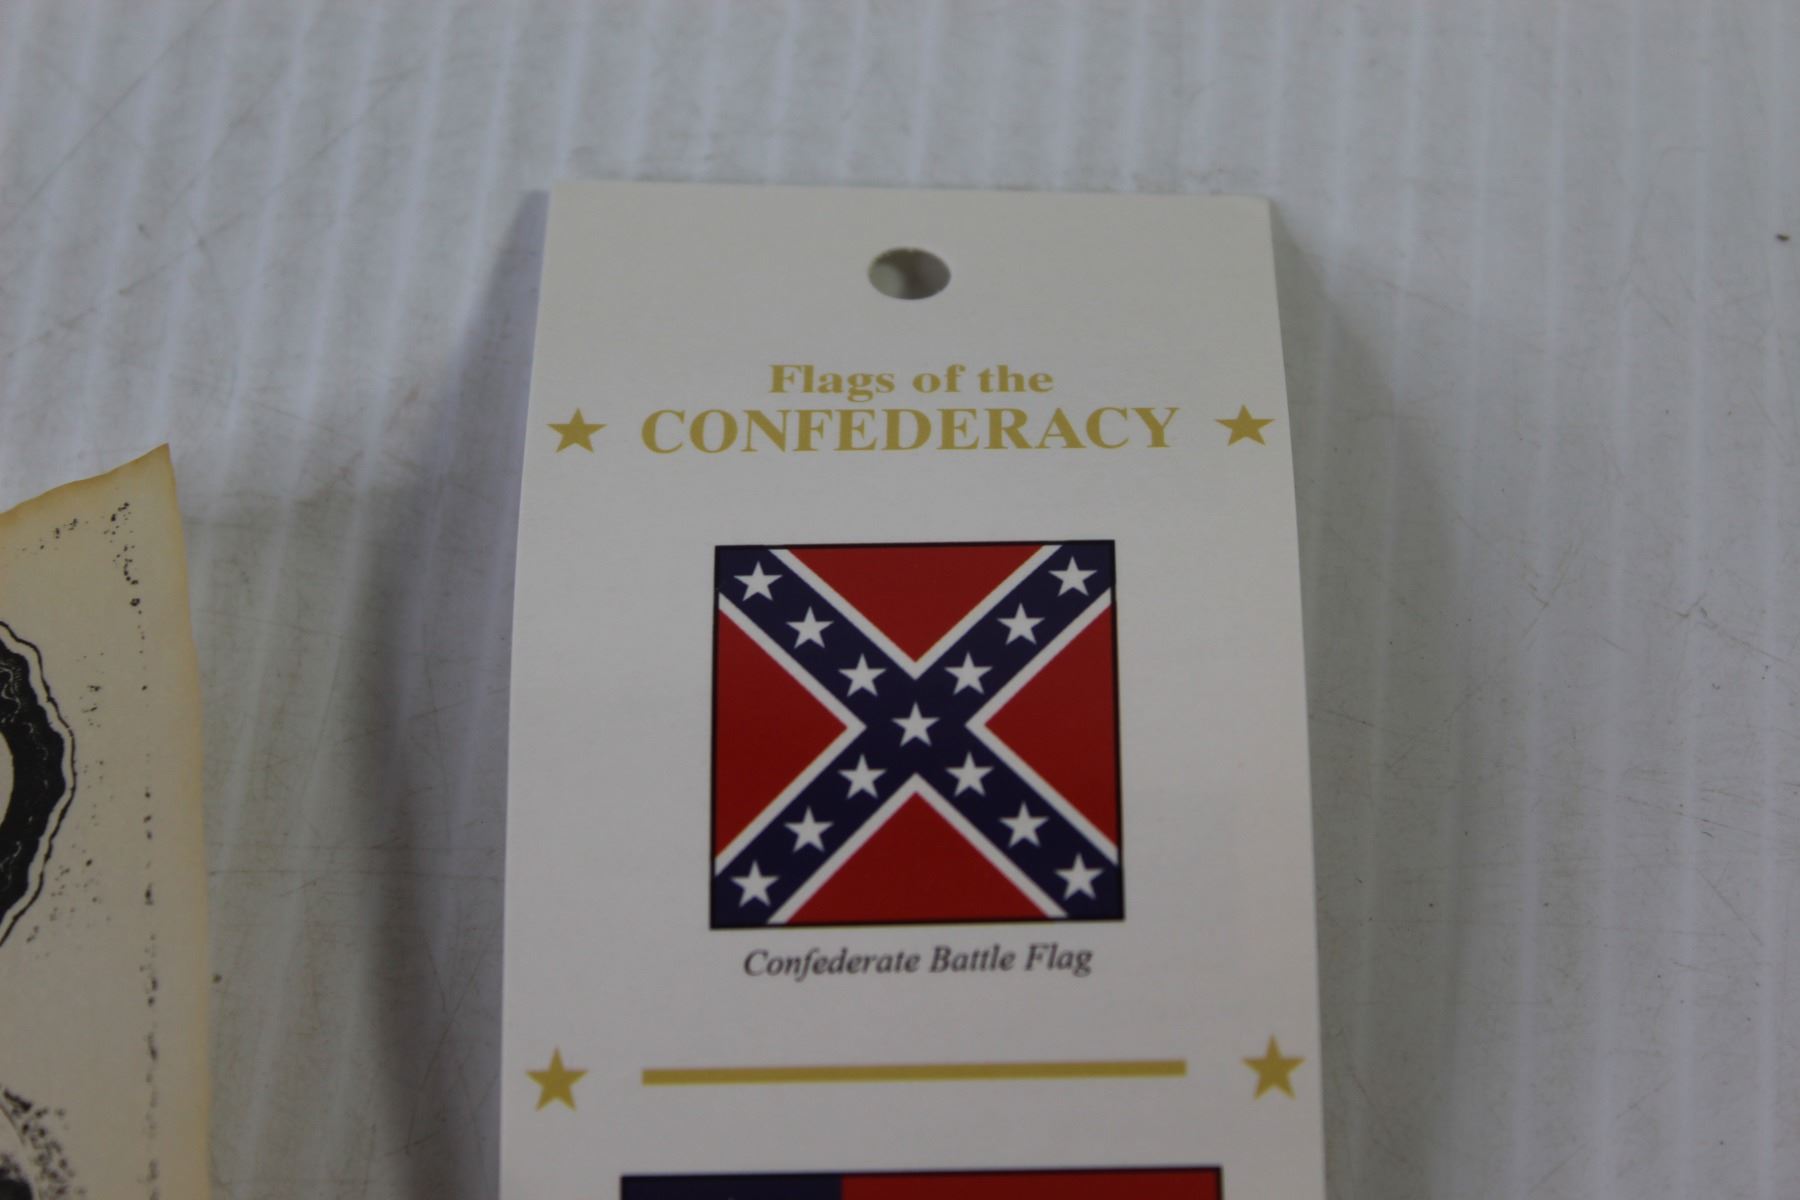 Flags of the
CONFEDERACY
Confederate Battle Flag